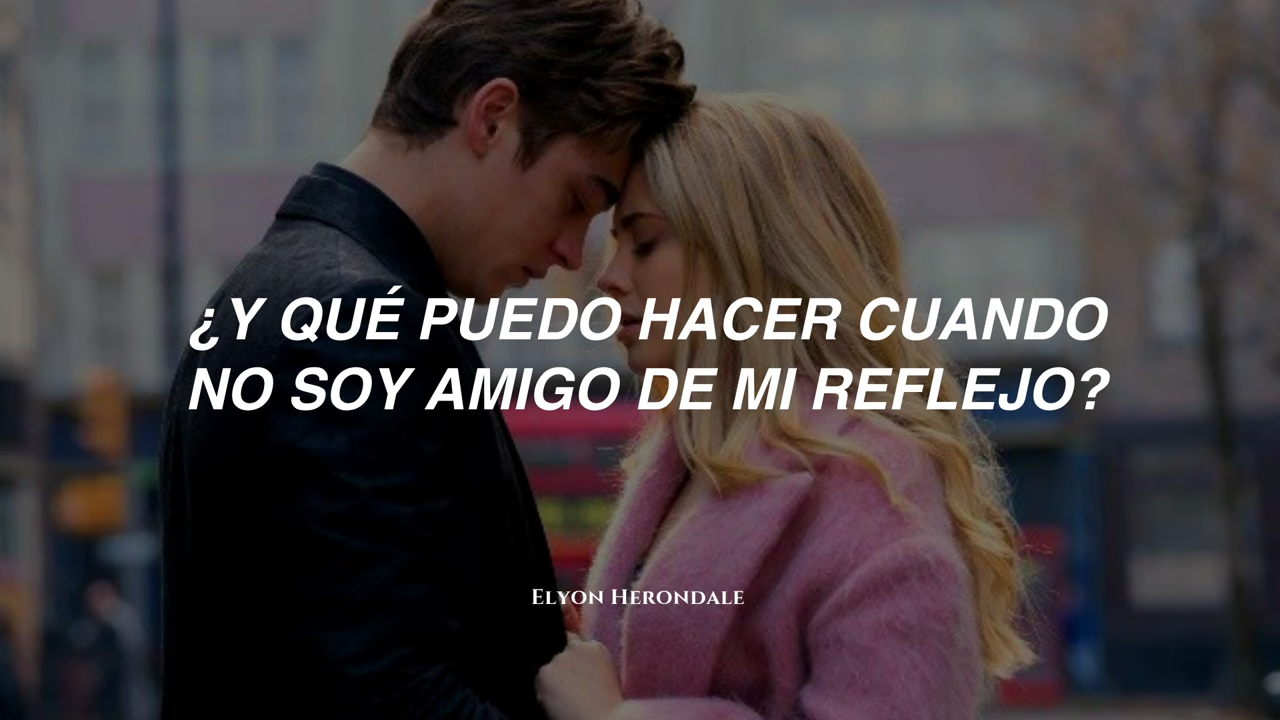 ¿Y QUÉ PUEDO HACER CUANDO
NO SOY AMIGO DE MI REFLEJO?
Elyon Herondale